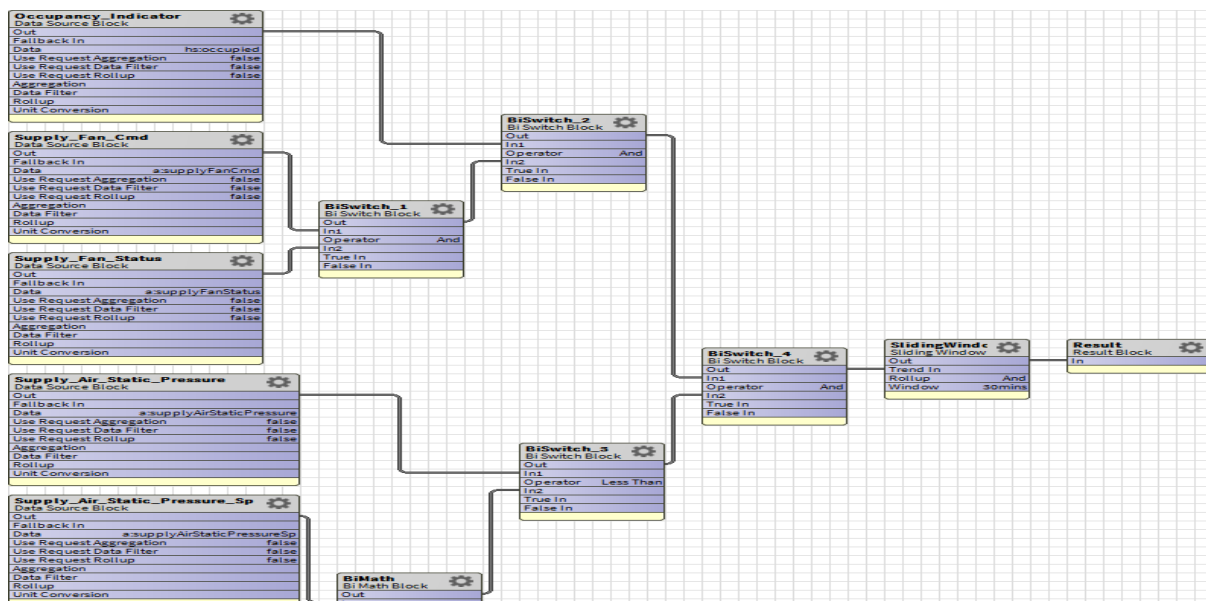 Occupancy_Indicator
Data Source Block
Out
Fallback In
Data hs:occupied
Use Request Aggregation false
Use Request Data Filter false
Use Request Rollup false
Aggregation
Data Filter
Rollup
Unit Conversion
Supply_Fan_Cmd
Data Source Block
Out
Fallback In
Data a:supplyFanCmd
Use Request Aggregation false
Use Request Data Filter false
Use Request Rollup false
Aggregation
Data Filter
Rollup
Unit Conversion
Supply_Fan_Status
Data Source Block
Out
Fallback In
Data a:supplyFanStatus
Use Request Aggregation false
Use Request Data Filter false
Use Request Rollup false
Aggregation
Data Filter
Rollup
Unit Conversion
Supply_Air_Static_Pressure
Data Source Block
Out
Fallback In
Data a:supplyAirStaticPressure
Use Request Aggregation false
Use Request Data Filter false
Use Request Rollup false
Aggregation
Data Filter
Rollup
Unit Conversion
Supply_Air_Static_Pressure_Sp
Data Source Block
Out
Fallback In
Data a:supplyAirStaticPressureSp
Use Request Aggregation false
Use Request Data Filter false
Use Request Rollup false
Aggregation
Data Filter
Rollup
Unit Conversion
BiSwitch_1
Bi Switch Block
Out
In1
Operator And
In2
True In
False In
BiMath
Bi Math Block
Out
BiSwitch_2
Bi Switch Block
Out
In1
Operator And
In2
True In
False In
BiSwitch_3
Bi Switch Block
Out
In1
Operator Less Than
In2
True In
False In
BiSwitch_4
Bi Switch Block
Out
In1
Operator And
In2
True In
False In
SlidingWindo
Sliding Window
Out
Trend In
Rollup And
Window 30mins
Result
Result Block
In